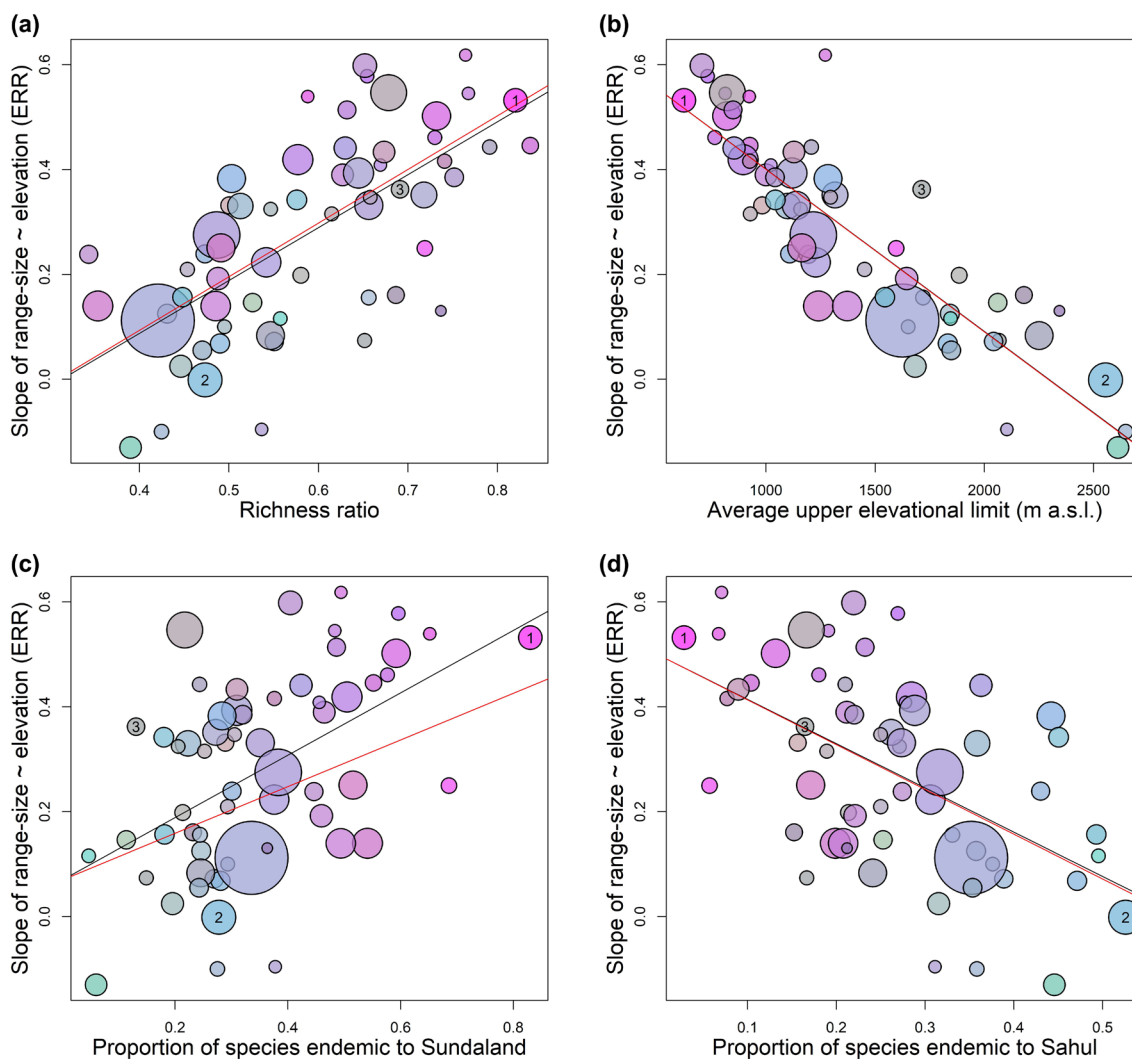 (a)
Slope of range-size ~ elevation (ERR)
0.6
0.4
0.2
0.0
1
3
2
0.4 0.5 0.6 0.7 0.8
Richness ratio
(b)
Slope of range-size ~ elevation (ERR)
0.6
0.4
0.2
0.0
1
3
2
1000 1500 2000 2500
Average upper elevational limit (m a.s.l.)
(c)
Slope of range-size ~ elevation (ERR)
0.6
0.4
0.2
0.0
1
3
2
0.2 0.4 0.6 0.8
Proportion of species endemic to Sundaland
(d)
Slope of range-size ~ elevation (ERR)
0.6
0.4
0.2
0.0
1
3
2
0.1 0.2 0.3 0.4 0.5
Proportion of species endemic to Sahul